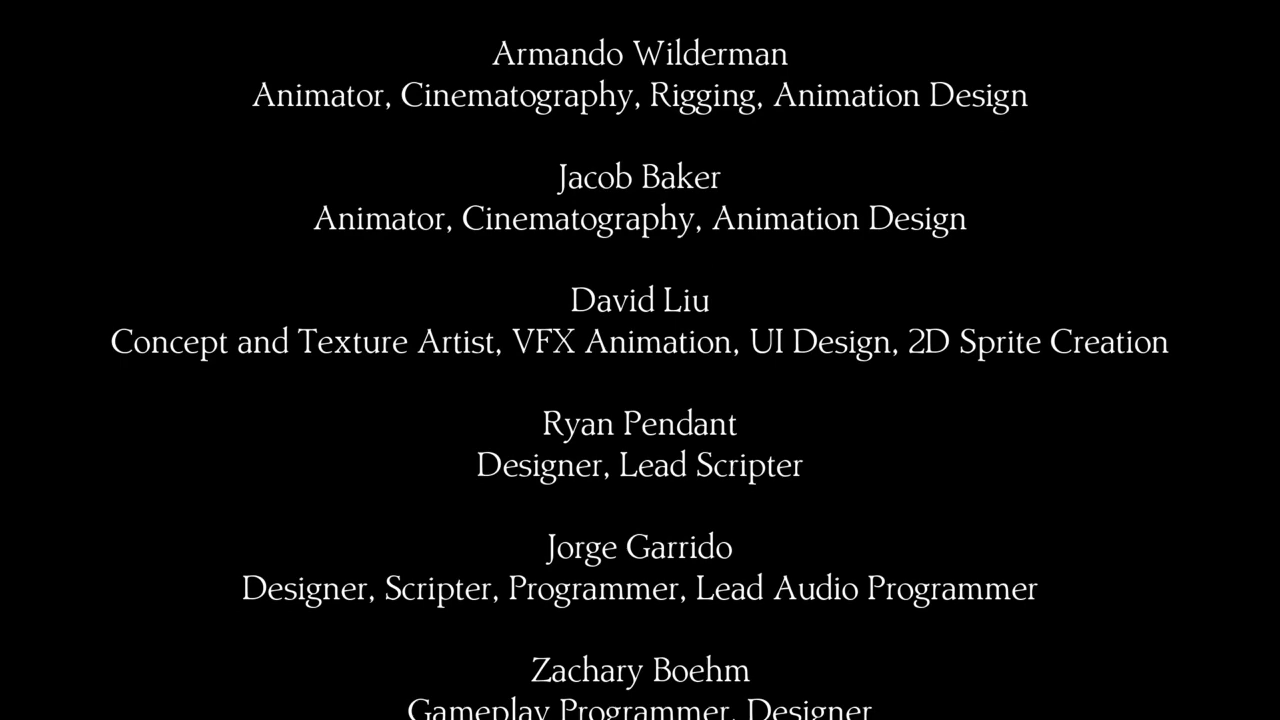 Armando Wilderman
Animator, Cinematography, Rigging, Animation Design
Jacob Baker
Animator, Cinematography, Animation Design
David Liu
Concept and Texture Artist, VFX Animation, UI Design, 2D Sprite Creation
Ryan Pendant
Designer, Lead Scripter
Jorge Garrido
Designer, Scripter, Programmer, Lead Audio Programmer
Zachary Boehm
Gameplay Programmer, Designer